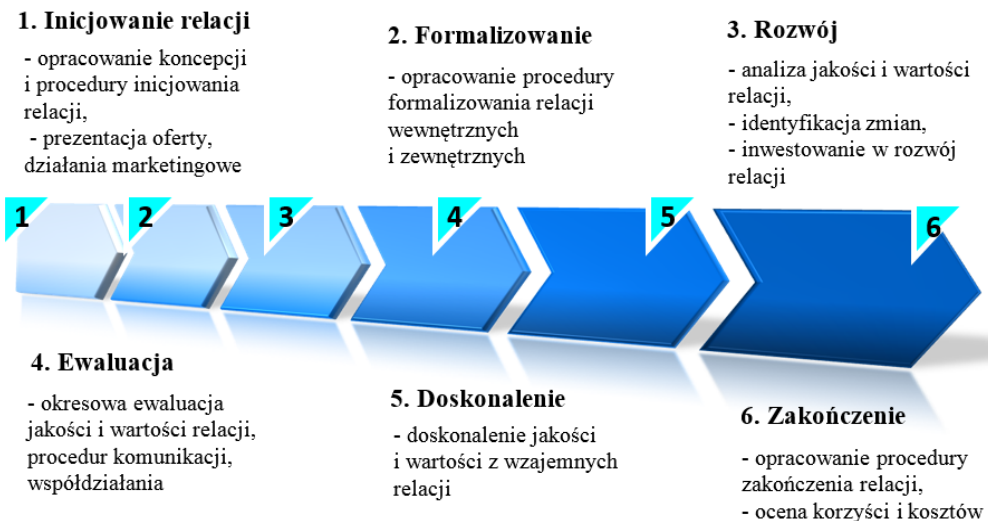 1. Inicjowanie relacji
- opracowanie koncepcji
i procedury inicjowania
relacji,
- prezentacja oferty,
działania marketingowe
2. Formalizowanie
- opracowanie procedury
formalizowania relacji
wewnętrznych
i zewnętrznych
3. Rozwój
- analiza jakości i wartości
relacji,
- identyfikacja zmian,
- inwestowanie w rozwój
relacji
1
2
3
4
5
6
4. Ewaluacja
- okresowa ewaluacja
jakości i wartości relacji,
procedur komunikacji,
współdziałania
5. Doskonalenie
- doskonalenie jakości
i wartości z wzajemnych
relacji
6. Zakończenie
- opracowanie procedury
zakończenia relacji,
- ocena korzyści i kosztów